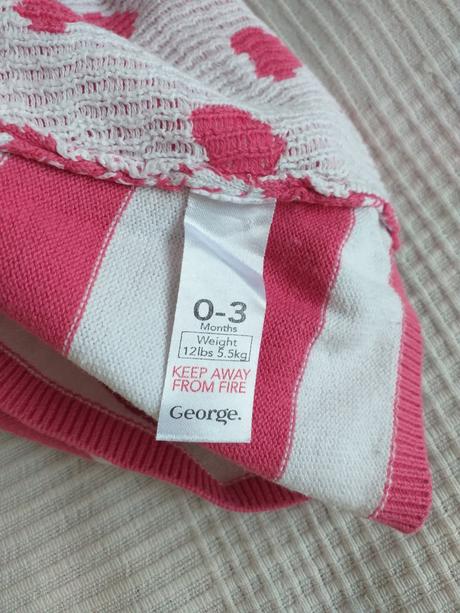 0-3
Months
Weight
12lbs 5.5kg
KEEP AWAY
FROM FIRE
George.